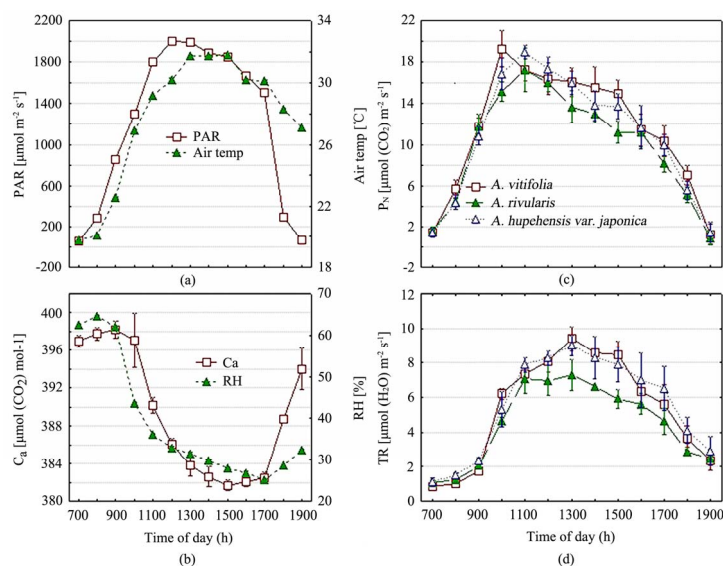 2200
1800
1400
1000
600
200
-200
PAR [μmol m⁻² s⁻¹]
34
30
26
22
18
Air temp [℃]
PAR
Air temp
(a)
22
18
14
10
6
2
-2
P_N [μmol (CO₂) m⁻² s⁻¹]
A. vitifolia
A. rivularis
A. hupehensis var. japonica
(c)
400
396
392
388
384
380
C_a [μmol (CO₂) mol-1]
70
60
50
40
30
20
RH [%]
Ca
RH
700 900 1100 1300 1500 1700 1900
Time of day (h)
(b)
12
10
8
6
4
2
0
TR [μmol (H₂O) m⁻² s⁻¹]
700 900 1100 1300 1500 1700 1900
Time of day (h)
(d)